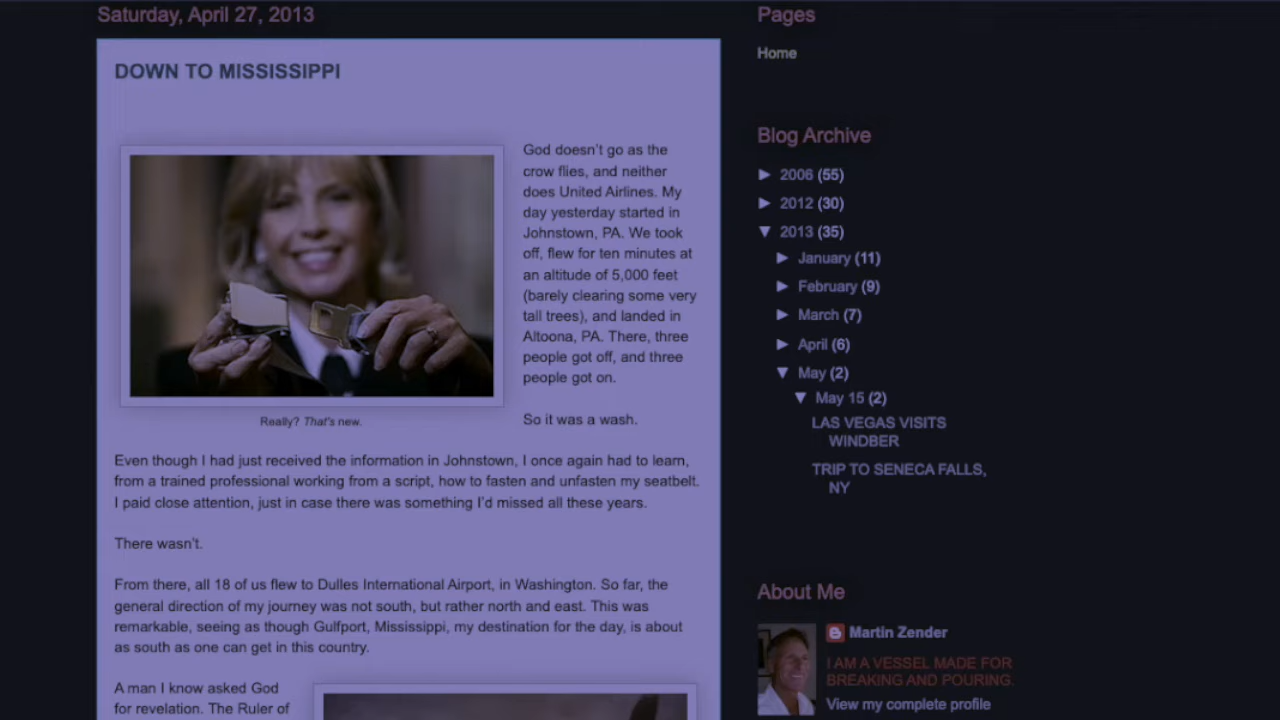 Saturday, April 27, 2013
DOWN TO MISSISSIPPI
God doesn't go as the
crow flies, and neither
does United Airlines. My
day yesterday started in
Johnstown, PA. We took
off, flew for ten minutes at
an altitude of 5,000 feet
(barely clearing some very
tall trees), and landed in
Altoona, PA. There, three
people got off, and three
people got on.
Really? That's new.
So it was a wash.
Even though I had just received the information in Johnstown, I once again had to learn,
from a trained professional working from a script, how to fasten and unfasten my seatbelt.
I paid close attention, just in case there was something I'd missed all these years.
There wasn't.
From there, all 18 of us flew to Dulles International Airport, in Washington. So far, the
general direction of my journey was not south, but rather north and east. This was
remarkable, seeing as though Gulfport, Mississippi, my destination for the day, is about
as south as one can get in this country.
A man I know asked God
for revelation. The Ruler of
Pages
Home
Blog Archive
► 2006 (55)
► 2012 (30)
▼ 2013 (35)
► January (11)
► February (9)
► March (7)
► April (6)
▼ May (2)
▼ May 15 (2)
LAS VEGAS VISITS
WINDBER
TRIP TO SENECA FALLS,
NY
About Me
Martin Zender
I AM A VESSEL MADE FOR
BREAKING AND POURING.
View my complete profile